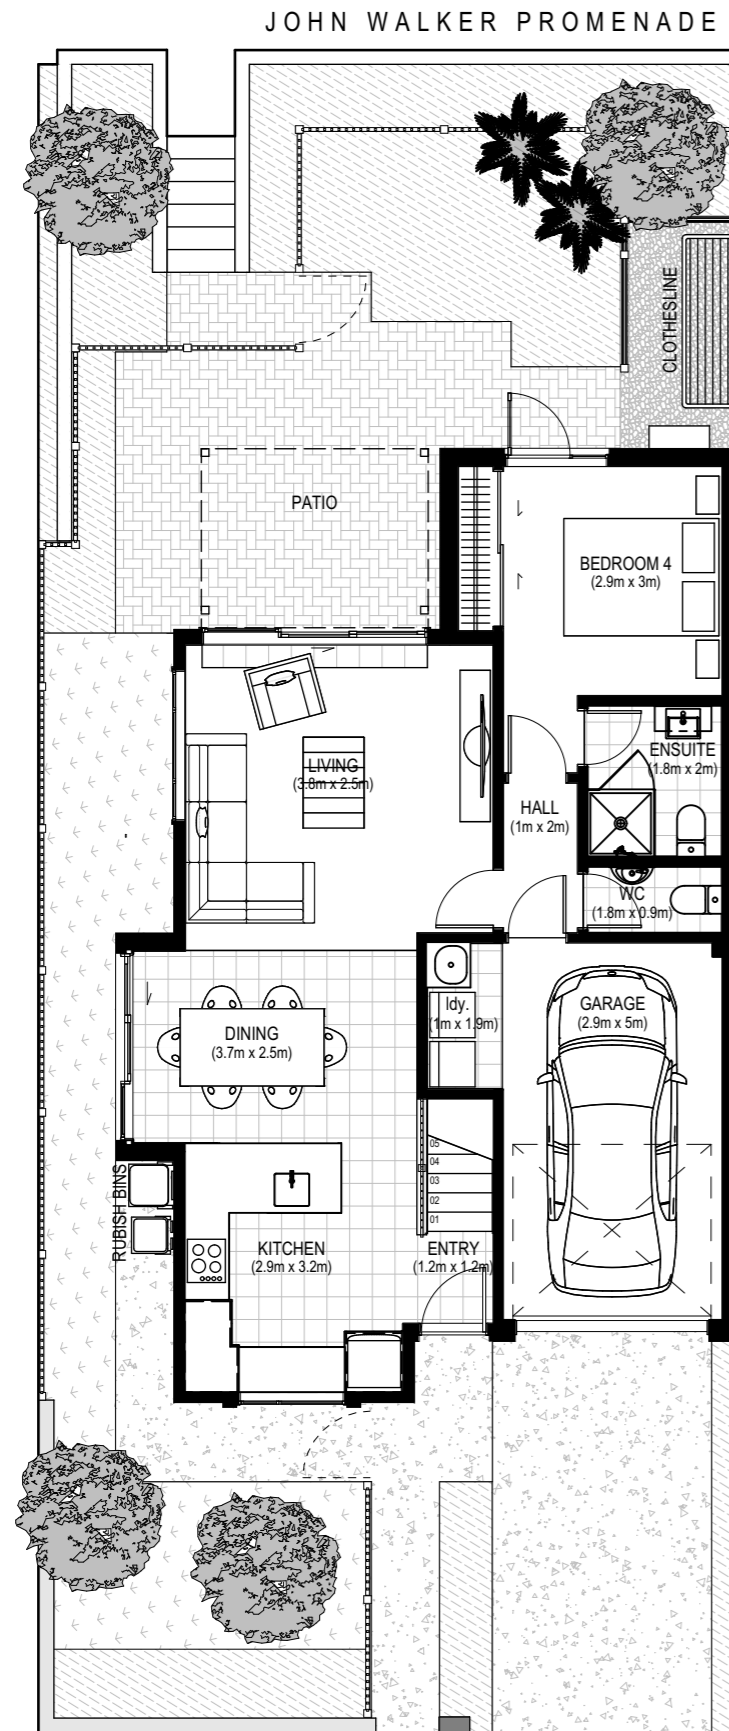 JOHN WALKER PROMENADE
CLOTHESLINE
PATIO
BEDROOM 4
(2.9m x 3m)
ENSUITE
(1.8m x 2m)
LIVING
(3.8m x 2.5m)
HALL
(1m x 2m)
WC
(1.8m x 0.9m)
ldy.
(1m x 1.9m)
GARAGE
(2.9m x 5m)
DINING
(3.7m x 2.5m)
05
04
03
02
01
RUBISH BINS
KITCHEN
(2.9m x 3.2m)
ENTRY
(1.2m x 1.2m)